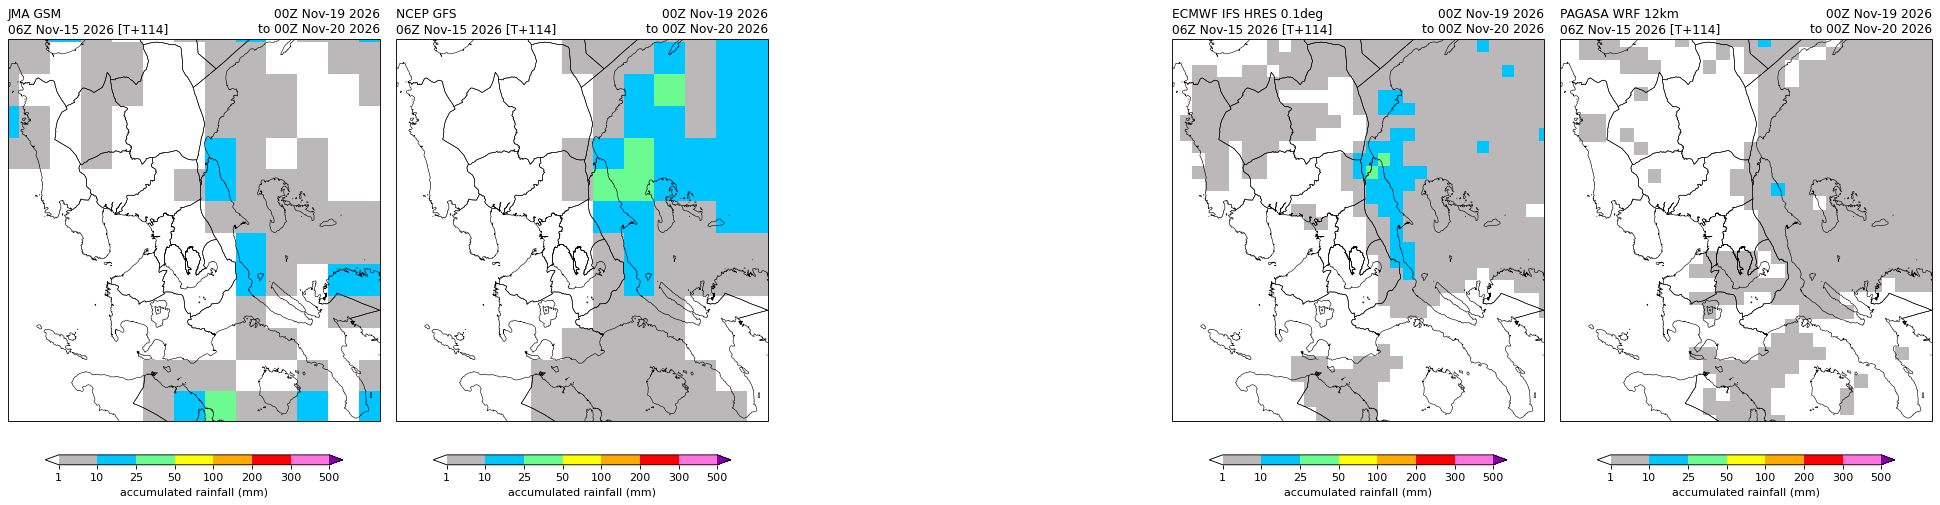 JMA GSM 00Z Nov-19 2026
06Z Nov-15 2026 [T+114] to 00Z Nov-20 2026
1 10 25 50 100 200 300 500
accumulated rainfall (mm)
NCEP GFS 00Z Nov-19 2026
06Z Nov-15 2026 [T+114] to 00Z Nov-20 2026
1 10 25 50 100 200 300 500
accumulated rainfall (mm)
ECMWF IFS HRES 0.1deg 00Z Nov-19 2026
06Z Nov-15 2026 [T+114] to 00Z Nov-20 2026
1 10 25 50 100 200 300 500
accumulated rainfall (mm)
PAGASA WRF 12km 00Z Nov-19 2026
06Z Nov-15 2026 [T+114] to 00Z Nov-20 2026
1 10 25 50 100 200 300 500
accumulated rainfall (mm)